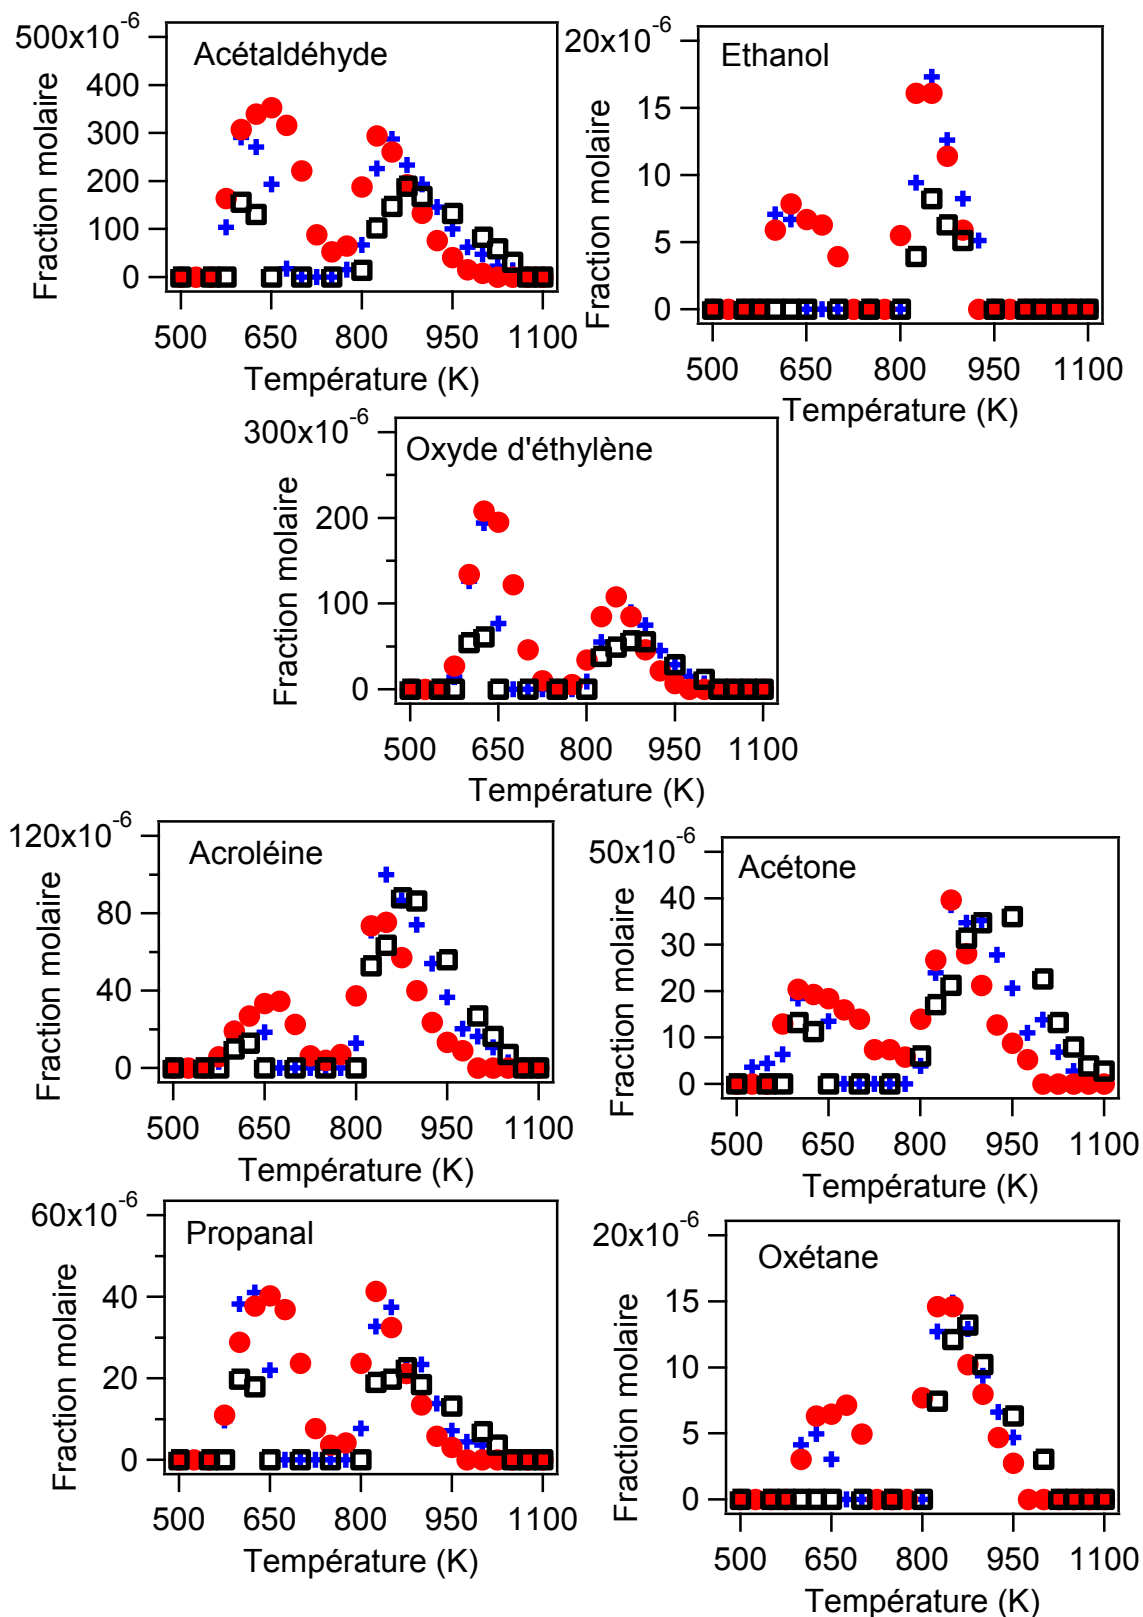 500x10-6
Acétaldéhyde
400
300
200
100
0
Fraction molaire
500 650 800 950 1100
Température (K)
20x10-6
Ethanol
15
10
5
0
Fraction molaire
500 650 800 950 1100
Température (K)
300x10-6
Oxyde d'éthylène
200
100
0
Fraction molaire
500 650 800 950 1100
Température (K)
120x10-6
Acroléine
80
40
0
Fraction molaire
500 650 800 950 1100
Température (K)
50x10-6
Acétone
40
30
20
10
0
Fraction molaire
500 650 800 950 1100
Température (K)
60x10-6
Propanal
40
20
0
Fraction molaire
500 650 800 950 1100
Température (K)
20x10-6
Oxétane
15
10
5
0
Fraction molaire
500 650 800 950 1100
Température (K)